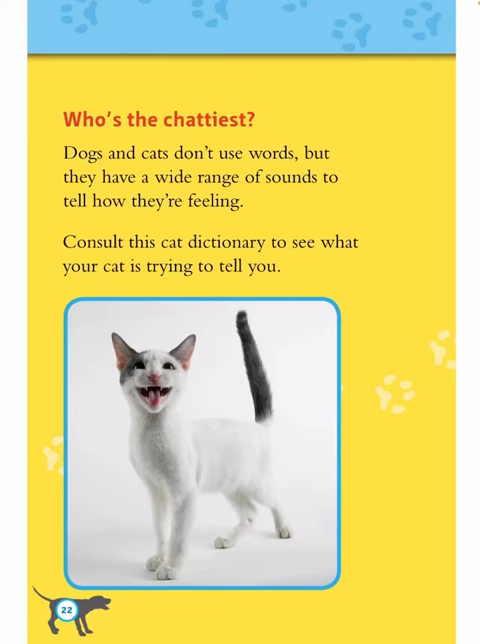 Who's the chattiest?
Dogs and cats don't use words, but
they have a wide range of sounds to
tell how they're feeling.
Consult this cat dictionary to see what
your cat is trying to tell you.
22